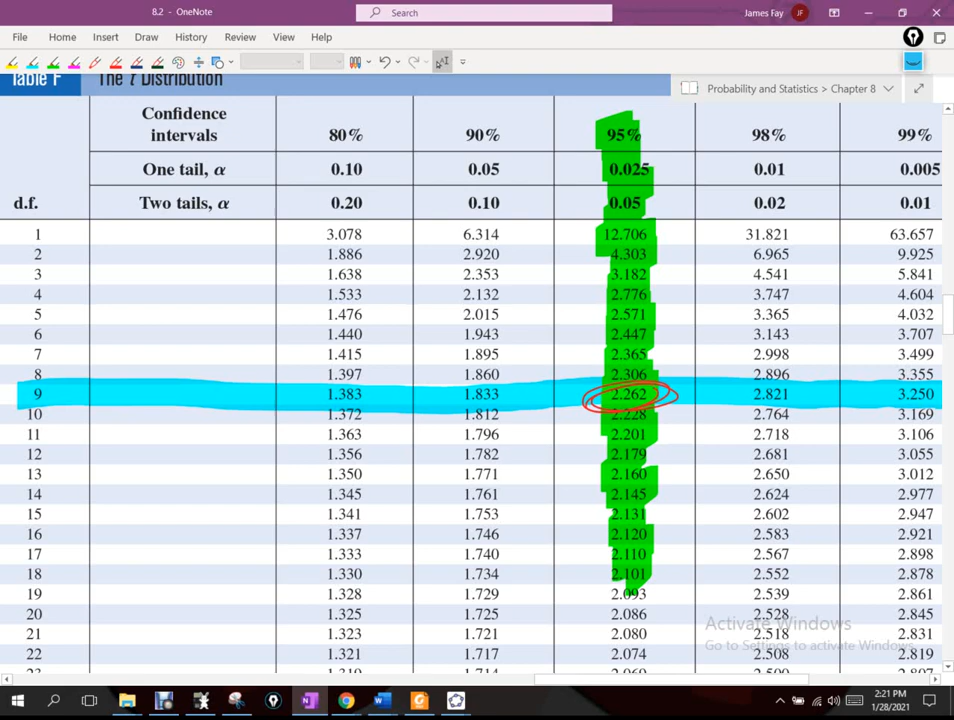 8.2 - OneNote
Search
James Fay
JF
File Home Insert Draw History Review View Help
Table F The t Distribution
Probability and Statistics > Chapter 8
Confidence intervals 80% 90% 95% 98% 99%
One tail, α 0.10 0.05 0.025 0.01 0.005
d.f. Two tails, α 0.20 0.10 0.05 0.02 0.01
1 3.078 6.314 12.706 31.821 63.657
2 1.886 2.920 4.303 6.965 9.925
3 1.638 2.353 3.182 4.541 5.841
4 1.533 2.132 2.776 3.747 4.604
5 1.476 2.015 2.571 3.365 4.032
6 1.440 1.943 2.447 3.143 3.707
7 1.415 1.895 2.365 2.998 3.499
8 1.397 1.860 2.306 2.896 3.355
9 1.383 1.833 2.262 2.821 3.250
10 1.372 1.812 2.228 2.764 3.169
11 1.363 1.796 2.201 2.718 3.106
12 1.356 1.782 2.179 2.681 3.055
13 1.350 1.771 2.160 2.650 3.012
14 1.345 1.761 2.145 2.624 2.977
15 1.341 1.753 2.131 2.602 2.947
16 1.337 1.746 2.120 2.583 2.921
17 1.333 1.740 2.110 2.567 2.898
18 1.330 1.734 2.101 2.552 2.878
19 1.328 1.729 2.093 2.539 2.861
20 1.325 1.725 2.086 2.528 2.845
21 1.323 1.721 2.080 2.518 2.831
22 1.321 1.717 2.074 2.508 2.819
Activate Windows
Go to Settings to activate Windows.
2:21 PM
1/28/2021